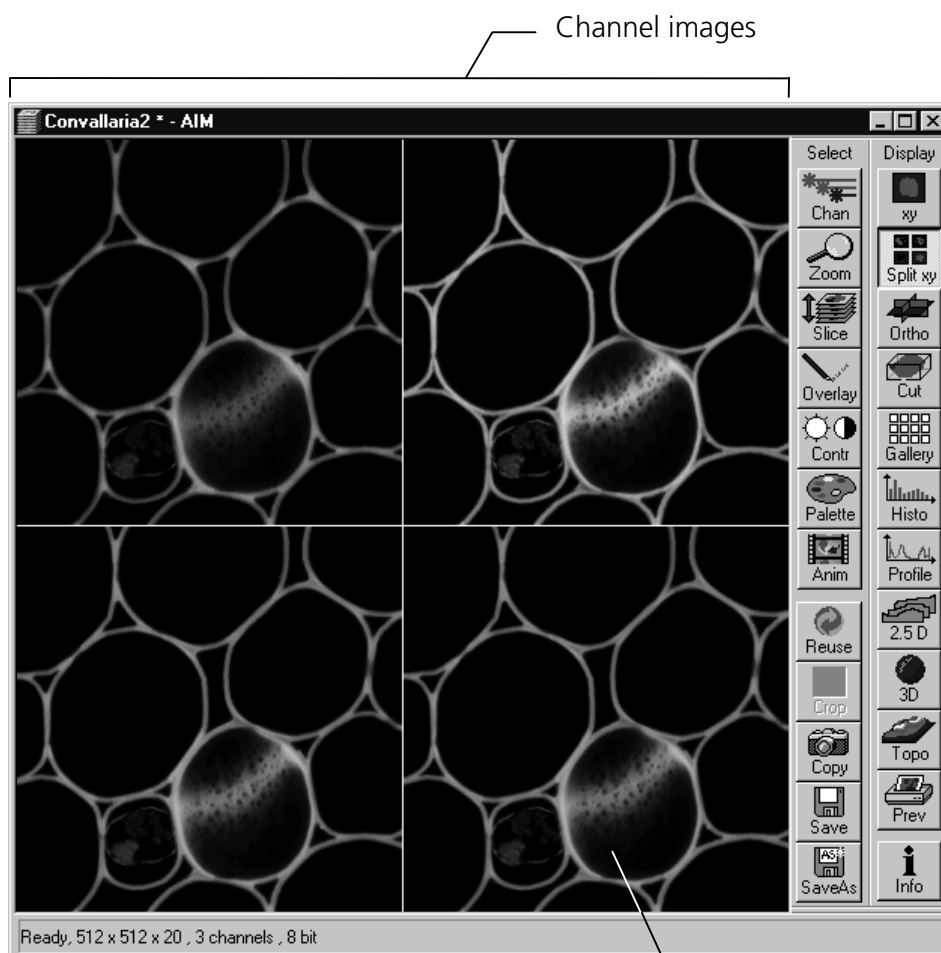 Channel images
Convallaria2 * - AIM
Select
Display
Chan
xy
Zoom
Split xy
Slice
Ortho
Overlay
Cut
Contr
Gallery
Palette
Histo
Anim
Profile
Reuse
2.5 D
Crop
3D
Copy
Topo
Save
Prev
AS
SaveAs
Info
Ready, 512 x 512 x 20 , 3 channels , 8 bit